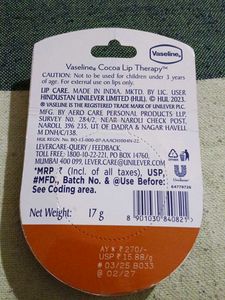 Vaseline®
Vaseline® Cocoa Lip Therapy™
CAUTION: Not to be used for children under 3 years
of age. For external use only.
LIP CARE. MADE IN INDIA. MKTD. BY LIC. USER
HINDUSTAN UNILEVER LIMITED (HUL). © HUL 2023.
® VASELINE IS THE REGISTERED TRADE MARK OF UNILEVER PLC.
MFG. BY AERO CARE PERSONAL PRODUCTS LLP,
SURVEY NO. 284/2, NEAR NAROLI CHECK POST,
NAROLI, 396 235, UT OF DADRA & NAGAR HAVELI.
M DNH/C/138.
LEVERCARE-QUERY / FEEDBACK.
TOLL-FREE: 1800-10-22-221, PO BOX 14760,
MUMBAI 400 099, LEVER.CARE@UNILEVER.COM
*MRP ₹ (Incl. of all taxes), USP,
#MFD., Batch No. & @Use Before:
See Coding area.
Unilever
64779726
Net Weight: 17 g
8 901030 840821
AY * ₹ 270/-
USP ₹ 15.88/g
# 03/25 B033
@ 02/27